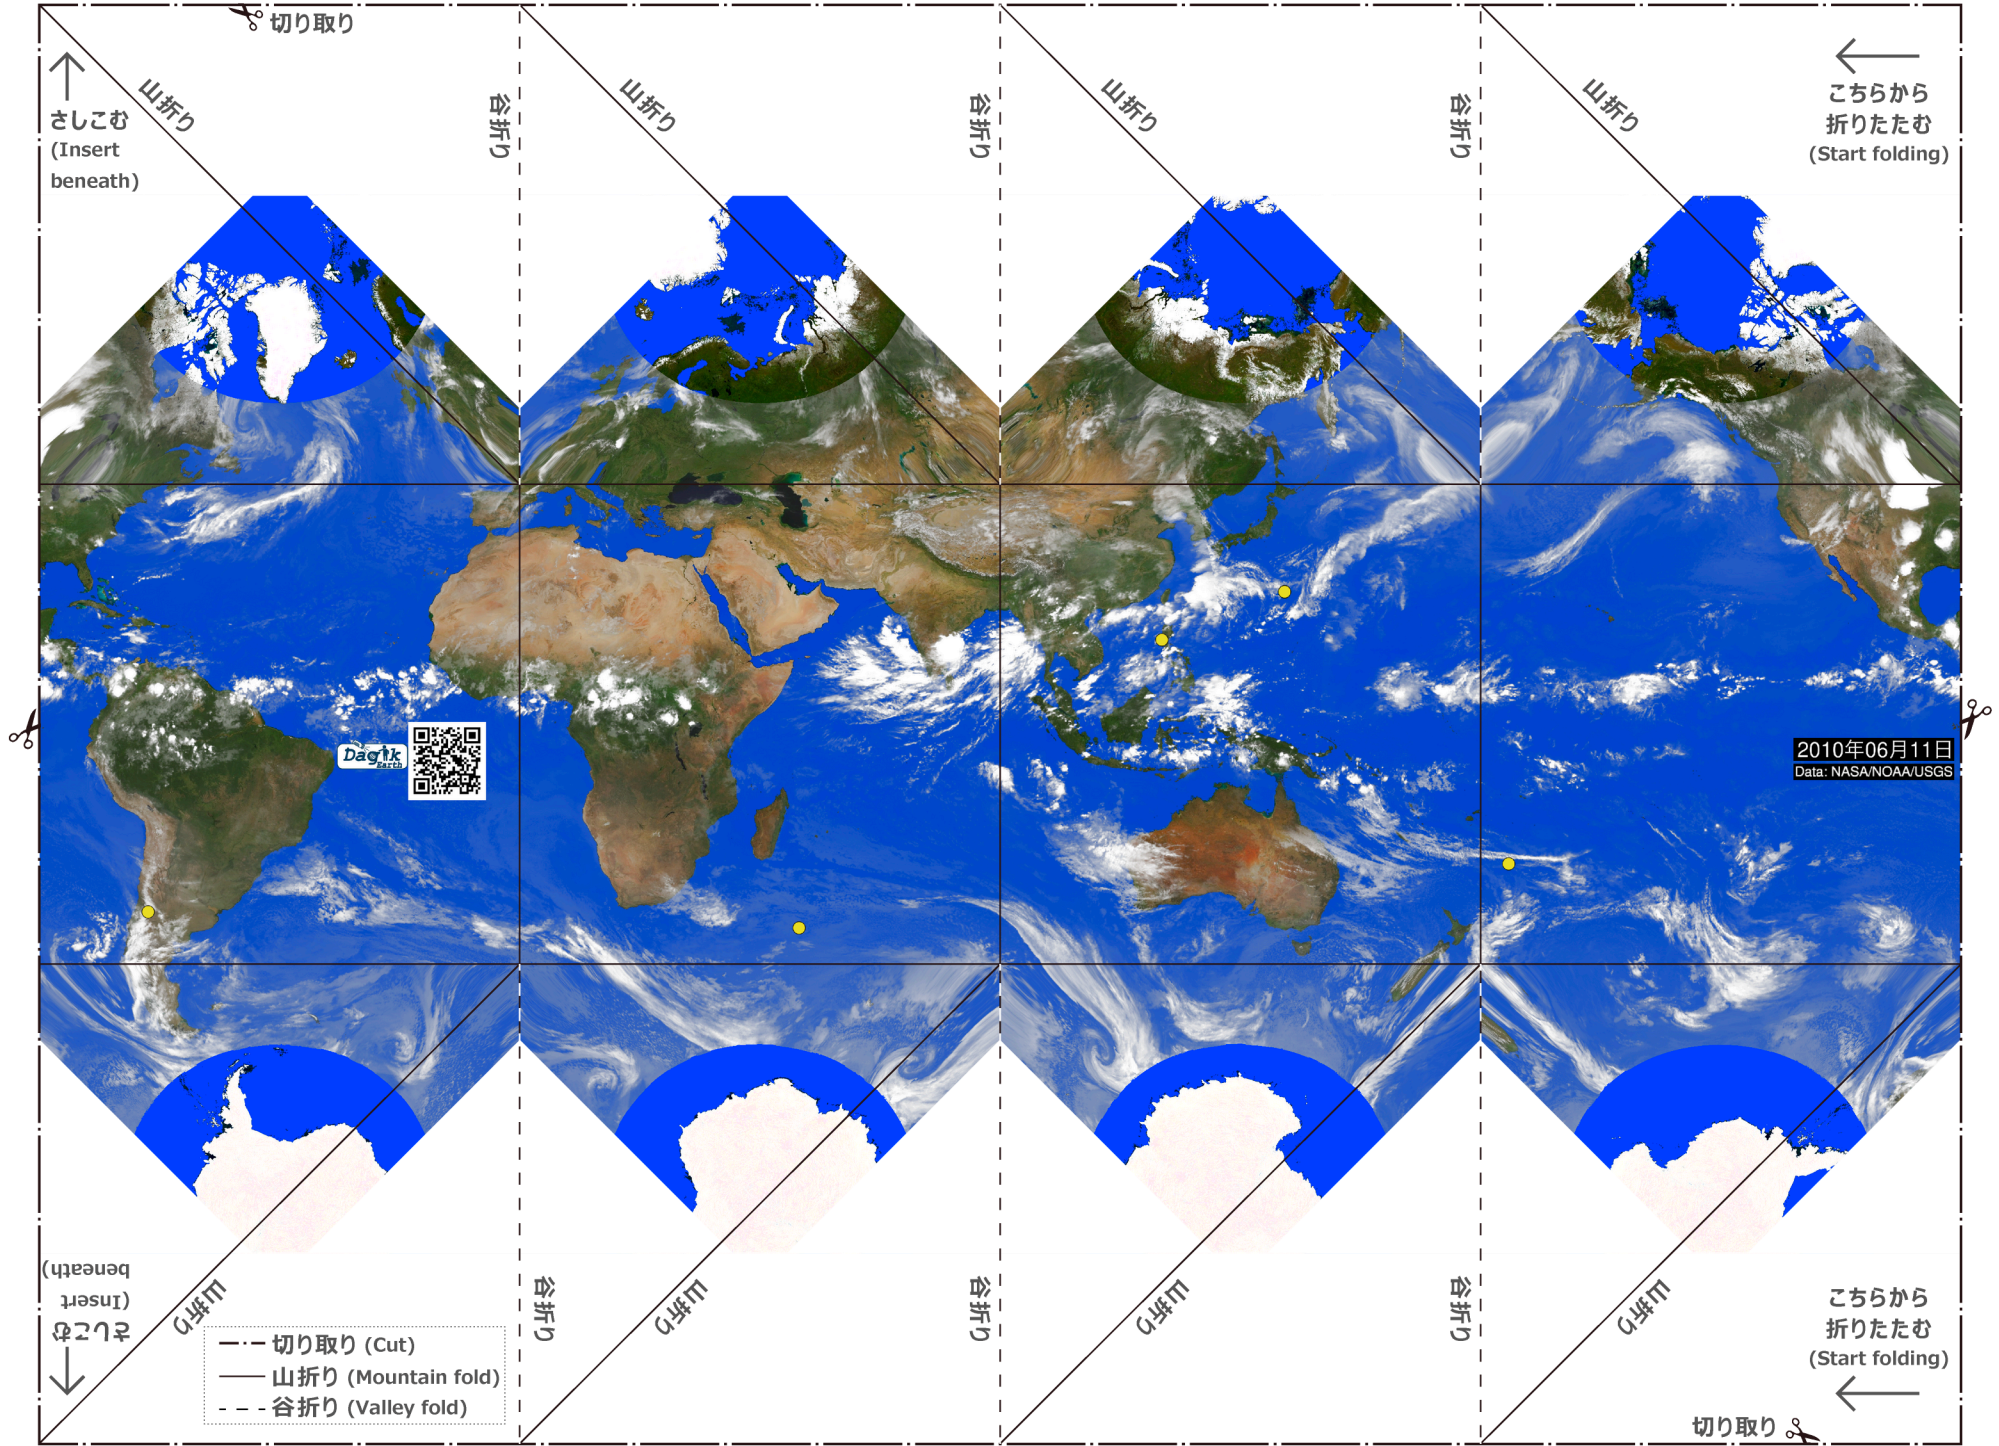 切り取り
山折り
山折り
山折り
山折り
谷折り
谷折り
谷折り
さしこむ
(Insert
beneath)
こちらから
折りたたむ
(Start folding)
Dagik
Earth
2010年06月11日
Data: NASA/NOAA/USGS
さしこむ
(Insert
beneath)
山折り
山折り
山折り
山折り
谷折り
谷折り
谷折り
こちらから
折りたたむ
(Start folding)
切り取り (Cut)
山折り (Mountain fold)
谷折り (Valley fold)
切り取り